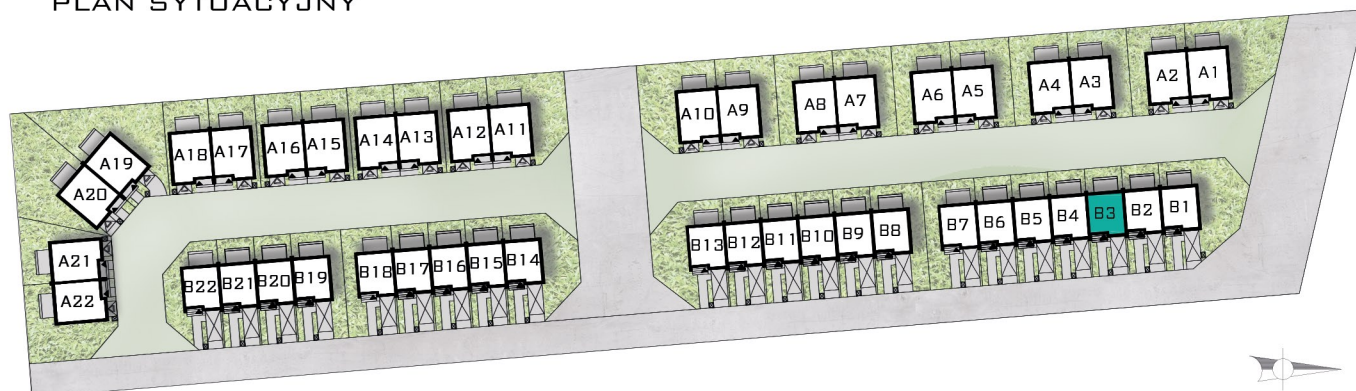 PLAN SYTUACYJNY
A10 A9 A8 A7 A6 A5 A4 A3 A2 A1
A18 A17 A16 A15 A14 A13 A12 A11
A19
A20
A21
A22
B13 B12 B11 B10 B9 B8 B7 B6 B5 B4 B3 B2 B1
B22 B21 B20 B19 B18 B17 B16 B15 B14